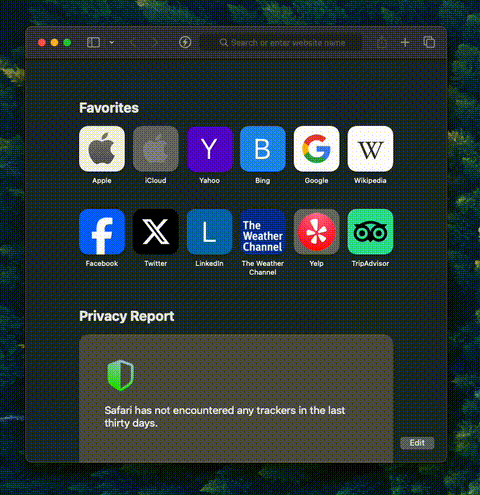 Search or enter website name
Favorites
Y
B
G
W
Apple
iCloud
Yahoo
Bing
Google
Wikipedia
f
X
L
The
Weather
Channel
Facebook
Twitter
LinkedIn
The Weather
Channel
Yelp
TripAdvisor
Privacy Report
Safari has not encountered any trackers in the last
thirty days.
Edit